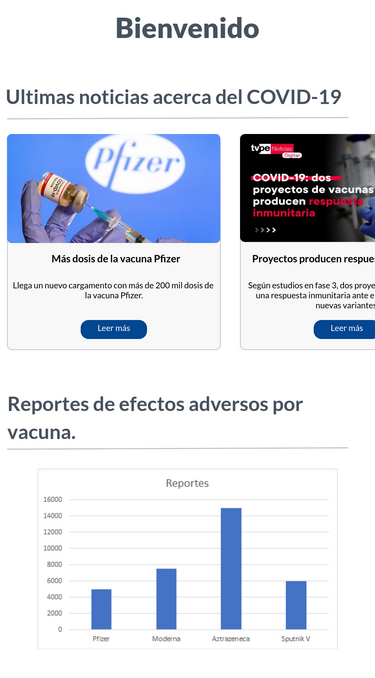 Bienvenido
Ultimas noticias acerca del COVID-19
Pfizer
Más dosis de la vacuna Pfizer
Llega un nuevo cargamento con más de 200 mil dosis de
la vacuna Pfizer.
Leer más
tvpe Noticias
Digital
COVID-19: dos
proyectos de vacunas
producen respuesta
inmunitaria
>>>>
Proyectos producen respue
Según estudios en fase 3, dos proye
una respuesta inmunitaria ante e
nuevas variante
Leer más
Reportes de efectos adversos por
vacuna.
Reportes
16000
14000
12000
10000
8000
6000
4000
2000
0
Pfizer Moderna Aztrazeneca Sputnik V